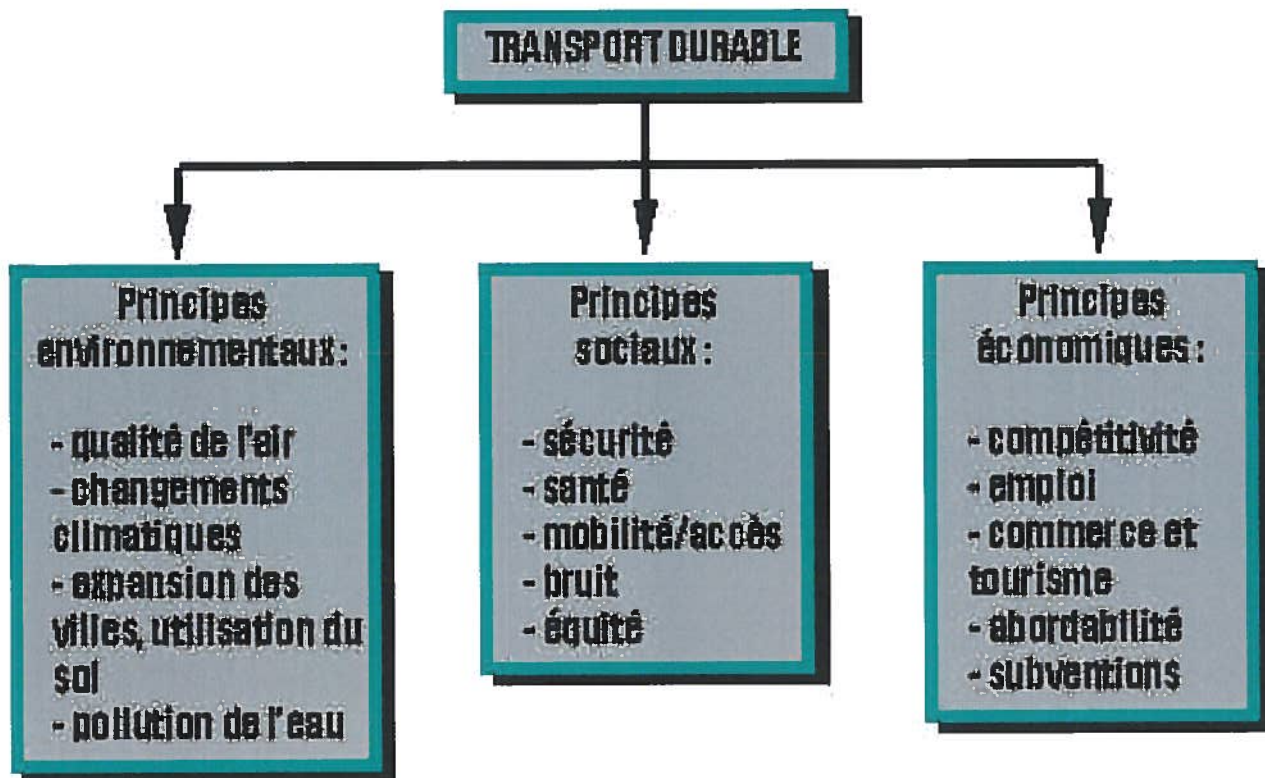 TRANSPORT DURABLE
Principes
environnementaux :
- qualité de l'air
- changements
climatiques
- expansion des
villes, utilisation du
sol
- pollution de l'eau
Principes
sociaux :
- sécurité
- santé
- mobilité/accès
- bruit
- équité
Principes
économiques :
- compétitivité
- emploi
- commerce et
tourisme
- abordabilité
- subventions